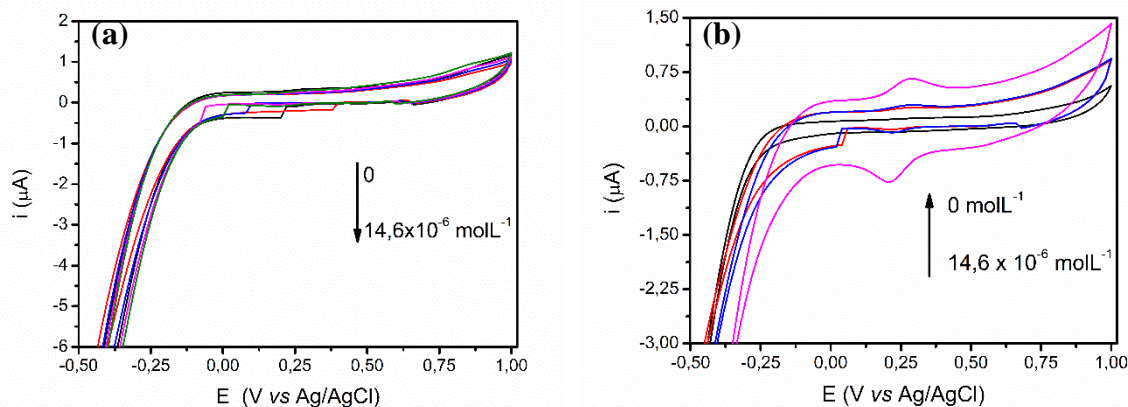 (a)
2
1
0
-1
-2
-3
-4
-5
-6
i (μA)
0
14,6x10⁻⁶ molL⁻¹
-0,50 -0,25 0,00 0,25 0,50 0,75 1,00
E (V vs Ag/AgCl)
(b)
1,50
0,75
0,00
-0,75
-1,50
-2,25
-3,00
i (μA)
0 molL⁻¹
14,6 x 10⁻⁶ molL⁻¹
-0,50 -0,25 0,00 0,25 0,50 0,75 1,00
E (V vs Ag/AgCl)